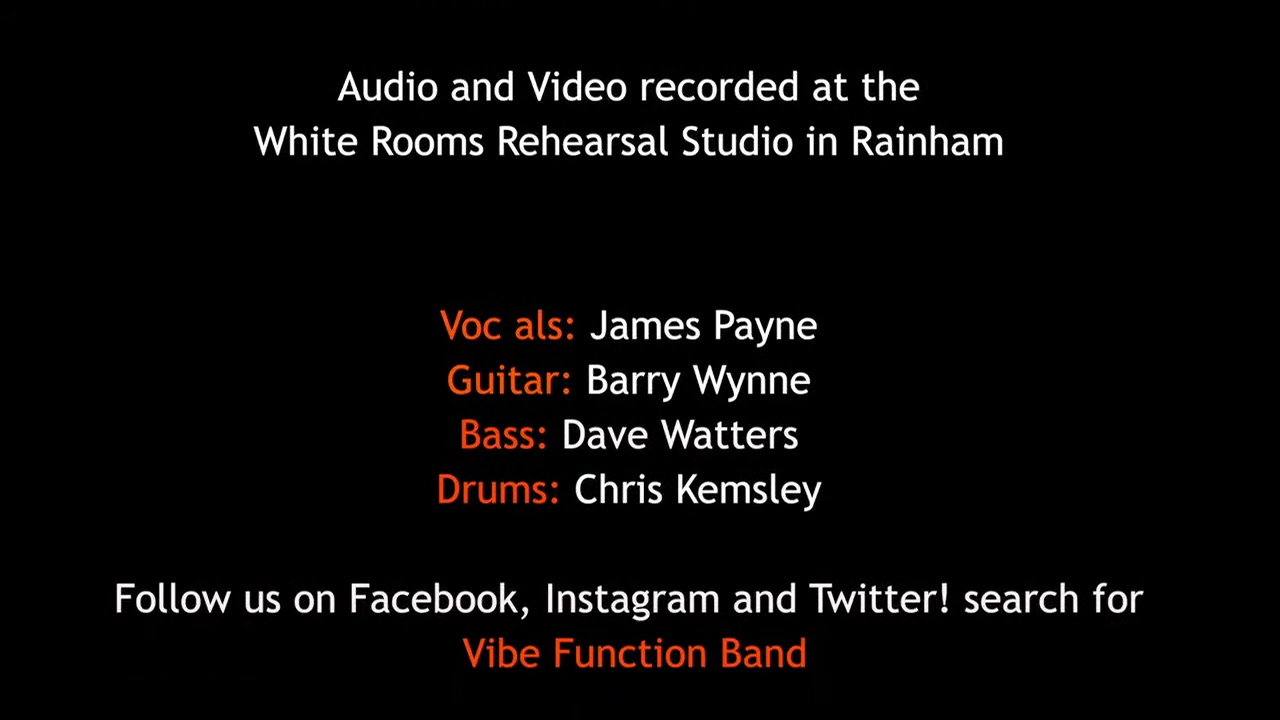 Audio and Video recorded at the
White Rooms Rehearsal Studio in Rainham
Voc als: James Payne
Guitar: Barry Wynne
Bass: Dave Watters
Drums: Chris Kemsley
Follow us on Facebook, Instagram and Twitter! search for
Vibe Function Band